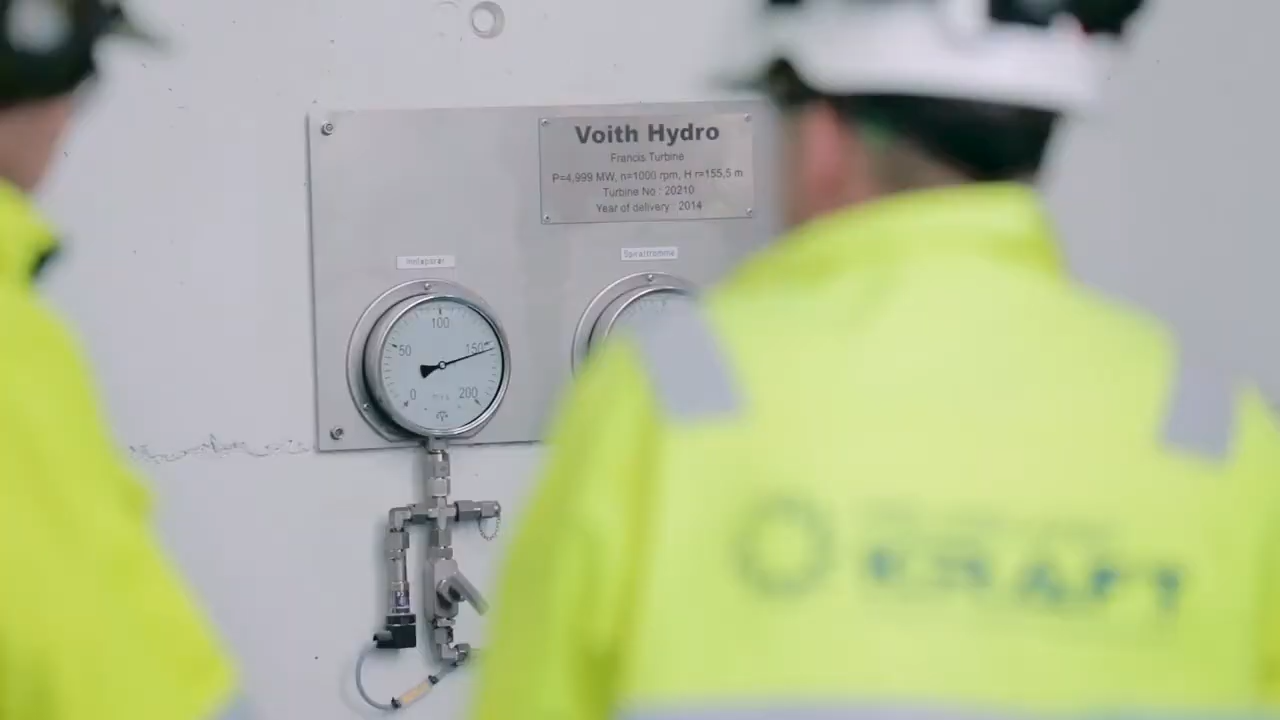 Voith Hydro
Francis Turbine
P=4,999 MW, n=1000 rpm, H r=155,5 m
Turbine No : 20210
Year of delivery : 2014
Spiraltromme
100
50
150
0
200
KRAFT